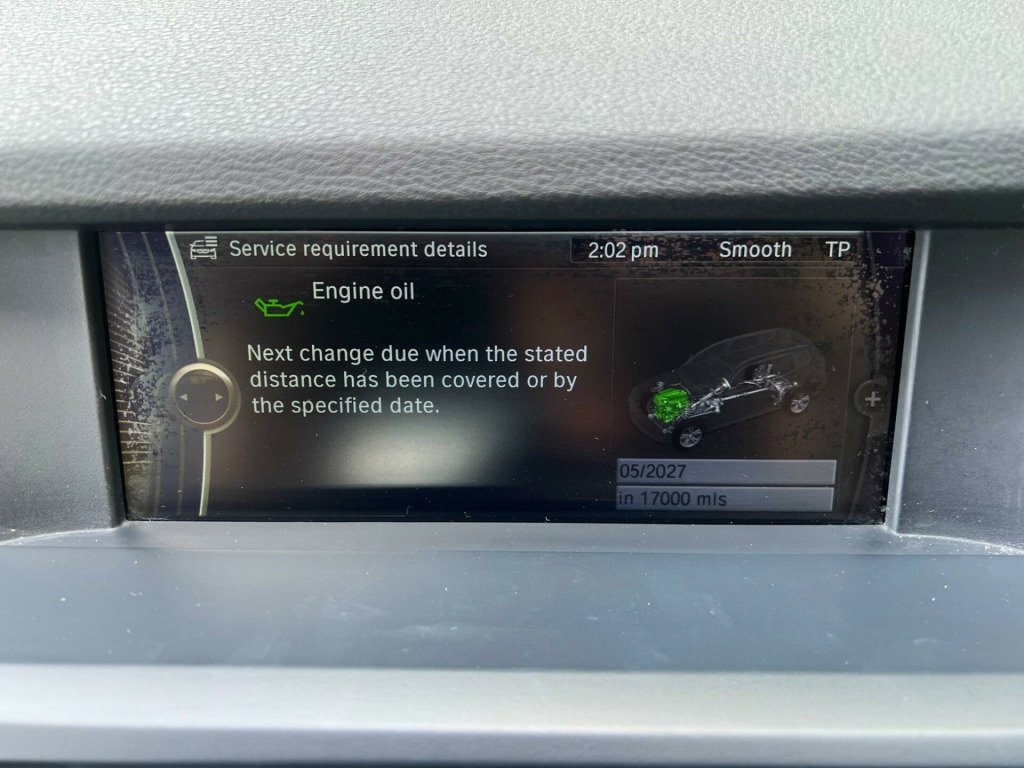 Service requirement details
2:02 pm
Smooth
TP
Engine oil
Next change due when the stated
distance has been covered or by
the specified date.
05/2027
in 17000 mls